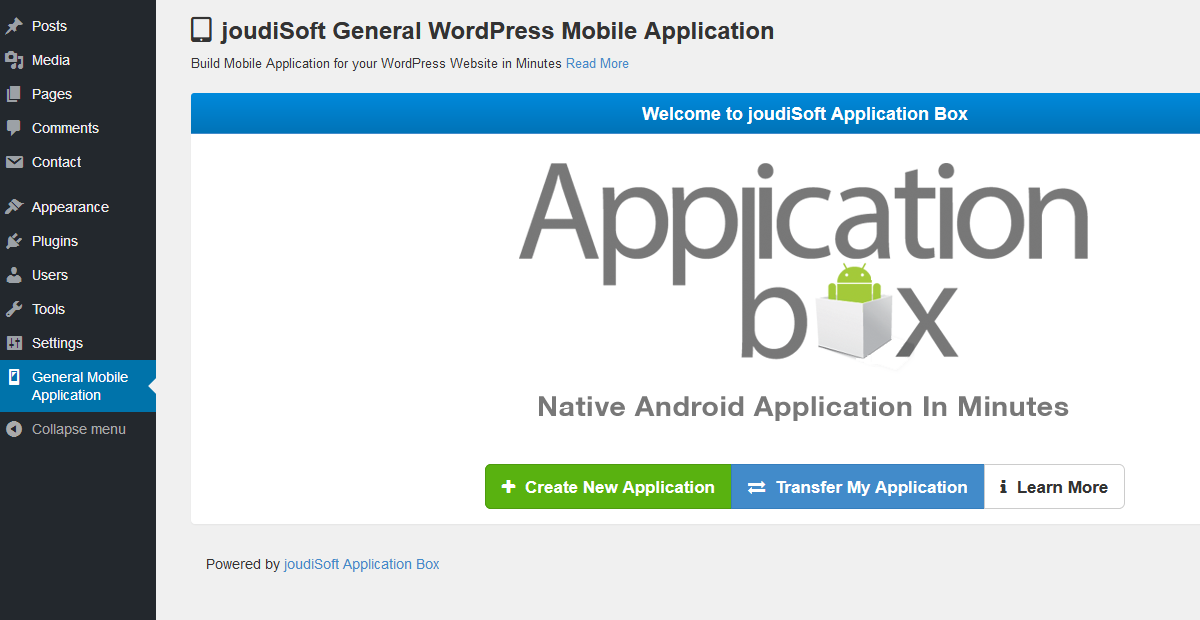 Posts
Media
Pages
Comments
Contact
Appearance
Plugins
Users
Tools
Settings
General Mobile
Application
Collapse menu
joudiSoft General WordPress Mobile Application
Build Mobile Application for your WordPress Website in Minutes Read More
Welcome to joudiSoft Application Box
Application
box
Native Android Application In Minutes
Create New Application
Transfer My Application
Learn More
Powered by joudiSoft Application Box